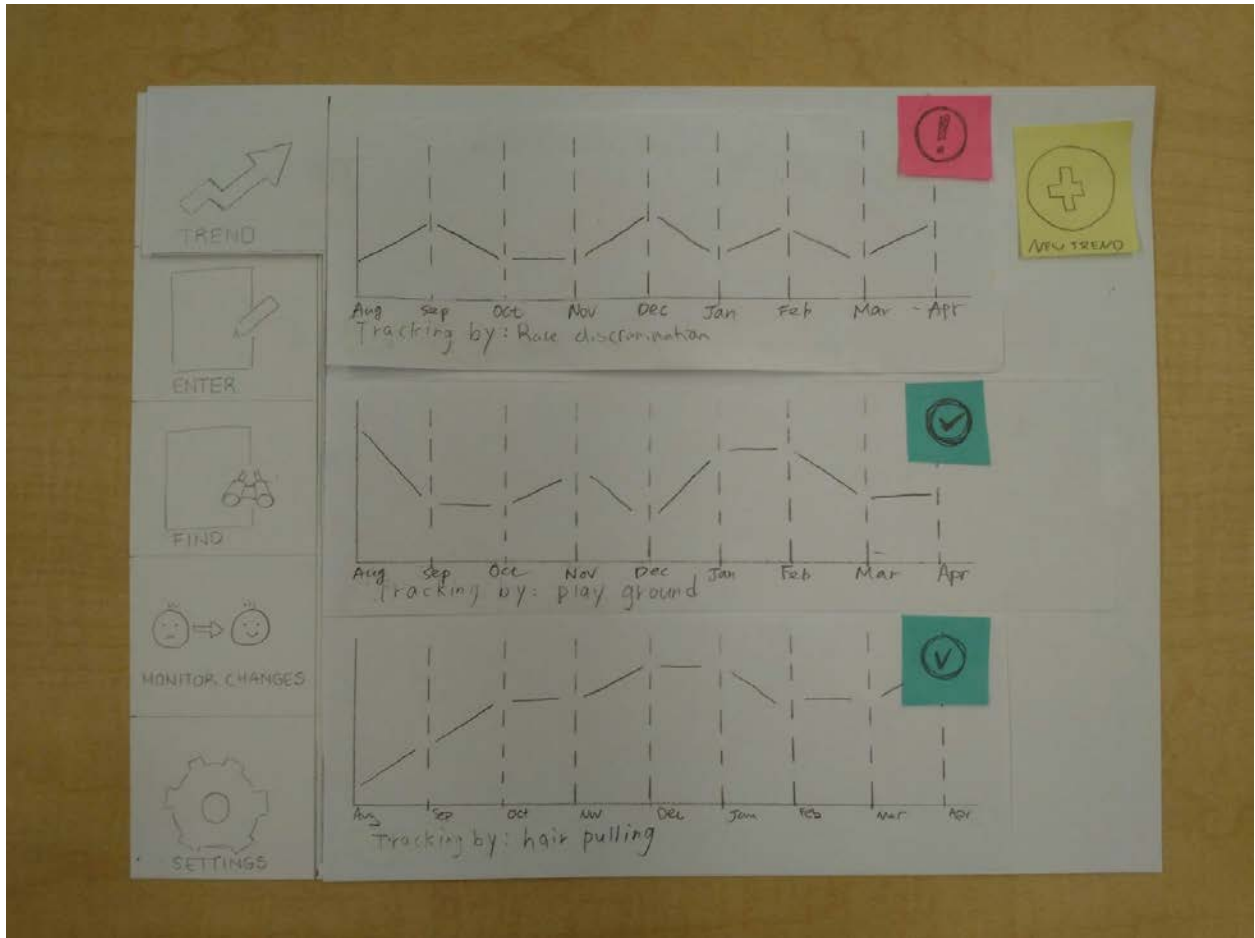 TREND
ENTER
FIND
MONITOR CHANGES
SETTINGS
!
NEW TREND
Aug Sep Oct Nov Dec Jan Feb Mar Apr
Tracking by: Race discrimination
Aug Sep Oct Nov Dec Jan Feb Mar Apr
Tracking by: play ground
Aug Sep Oct Nov Dec Jan Feb Mar Apr
Tracking by: hair pulling